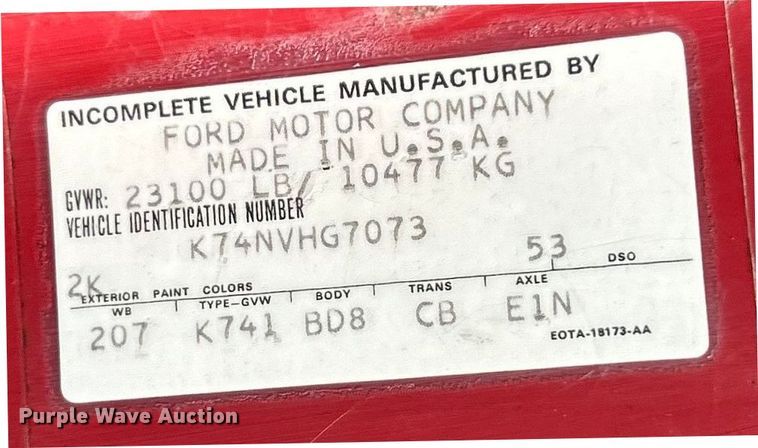 INCOMPLETE VEHICLE MANUFACTURED BY
FORD MOTOR COMPANY
MADE IN U.S.A.
GVWR: 23100 LB/ 10477 KG
VEHICLE IDENTIFICATION NUMBER
K74NVHG7073
2K 53
EXTERIOR PAINT COLORS DSO
WB TYPE-GVW BODY TRANS AXLE
207 K741 BD8 CB E1N
EOTA-18173-AA
Purple Wave Auction